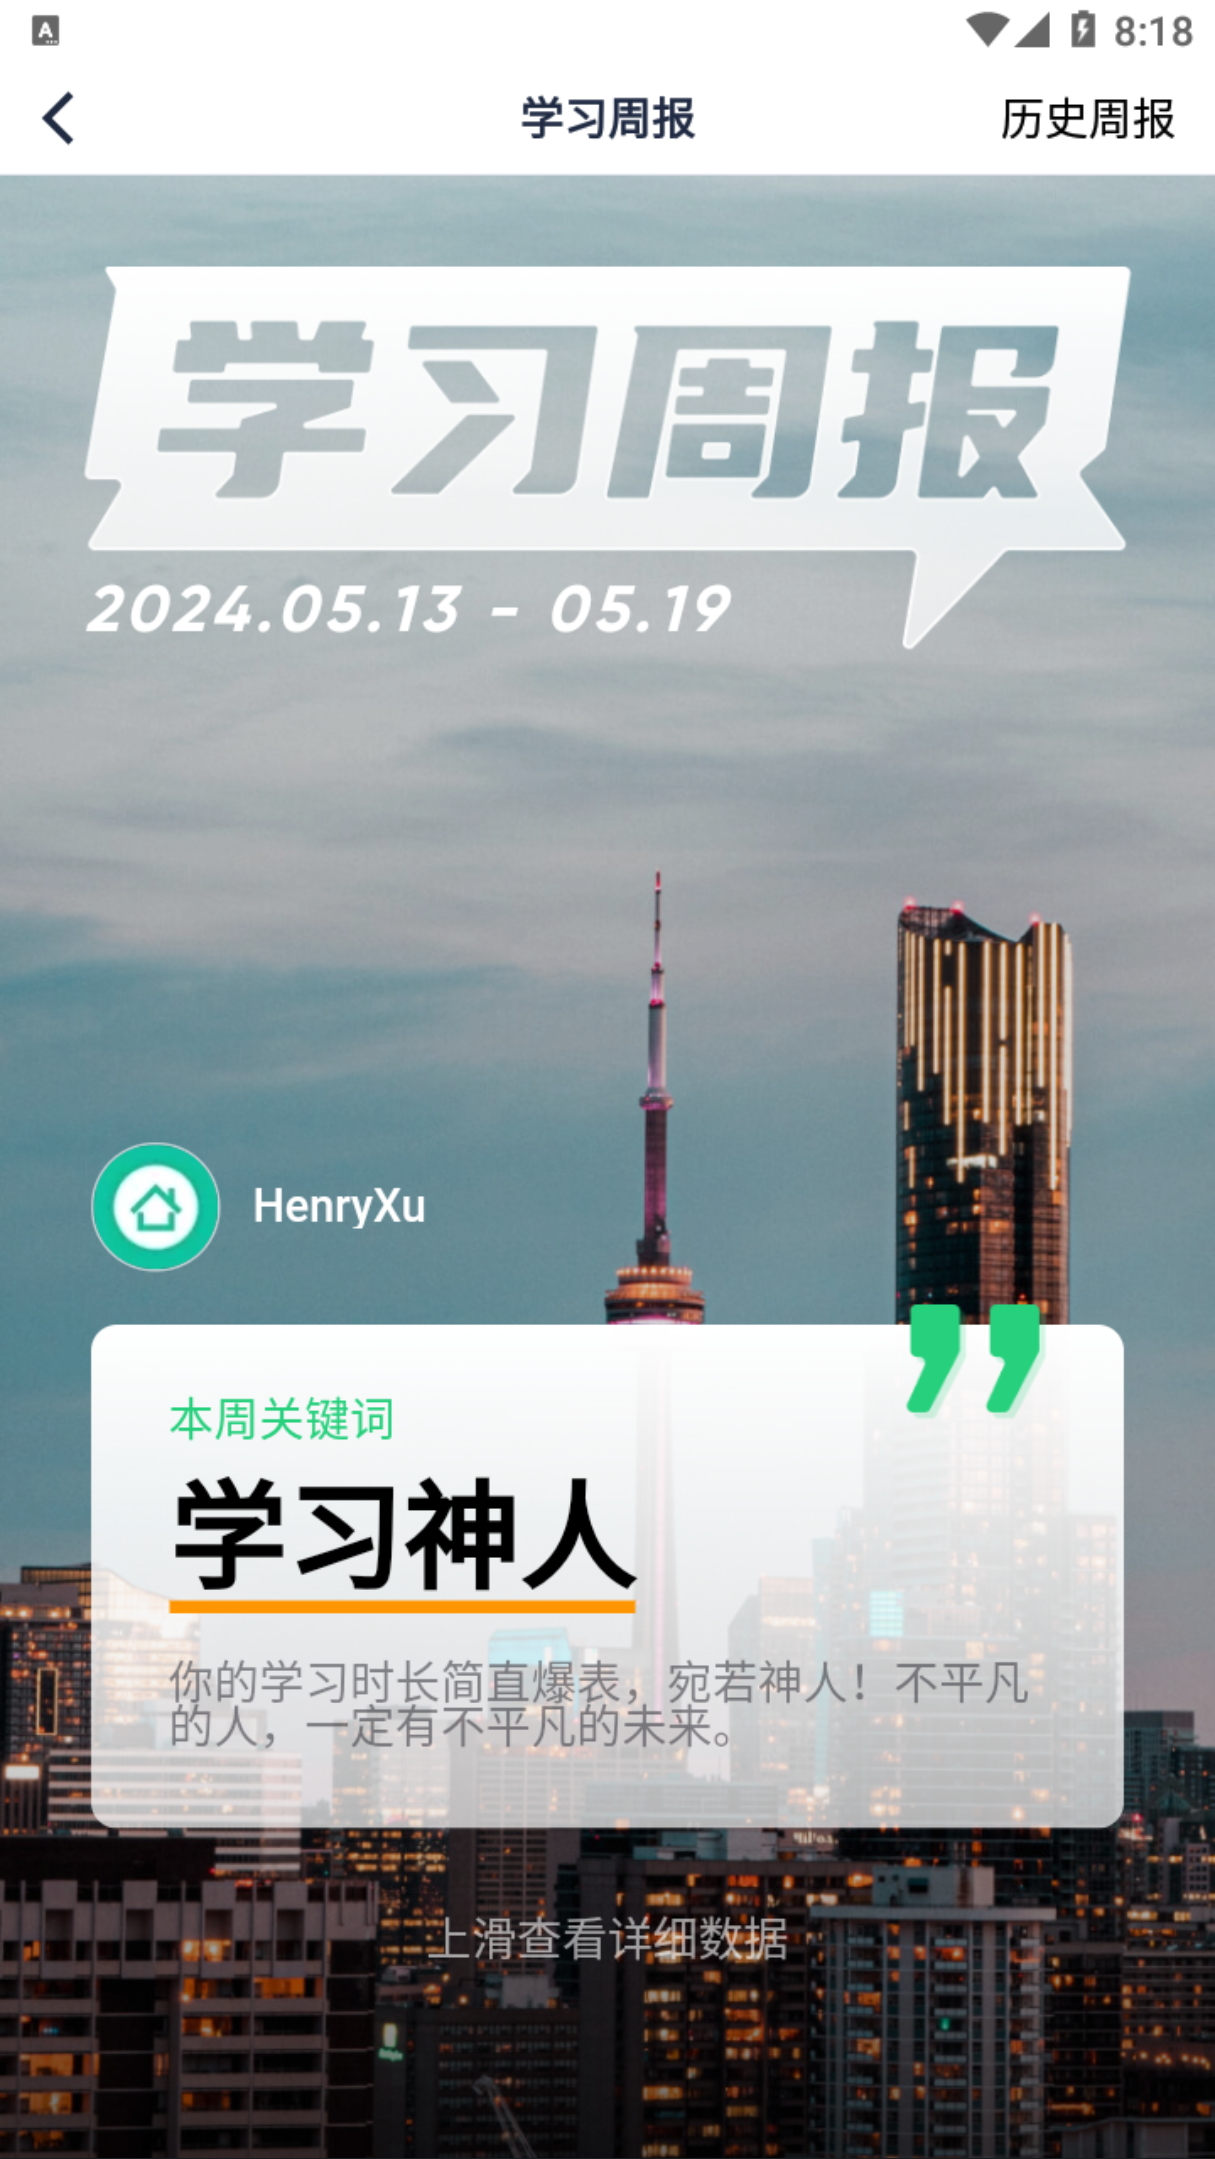 8:18
学习周报
历史周报
学习周报
2024.05.13 - 05.19
HenryXu
本周关键词
学习神人
你的学习时长简直爆表，宛若神人！不平凡
的人，一定有不平凡的未来。
上滑查看详细数据